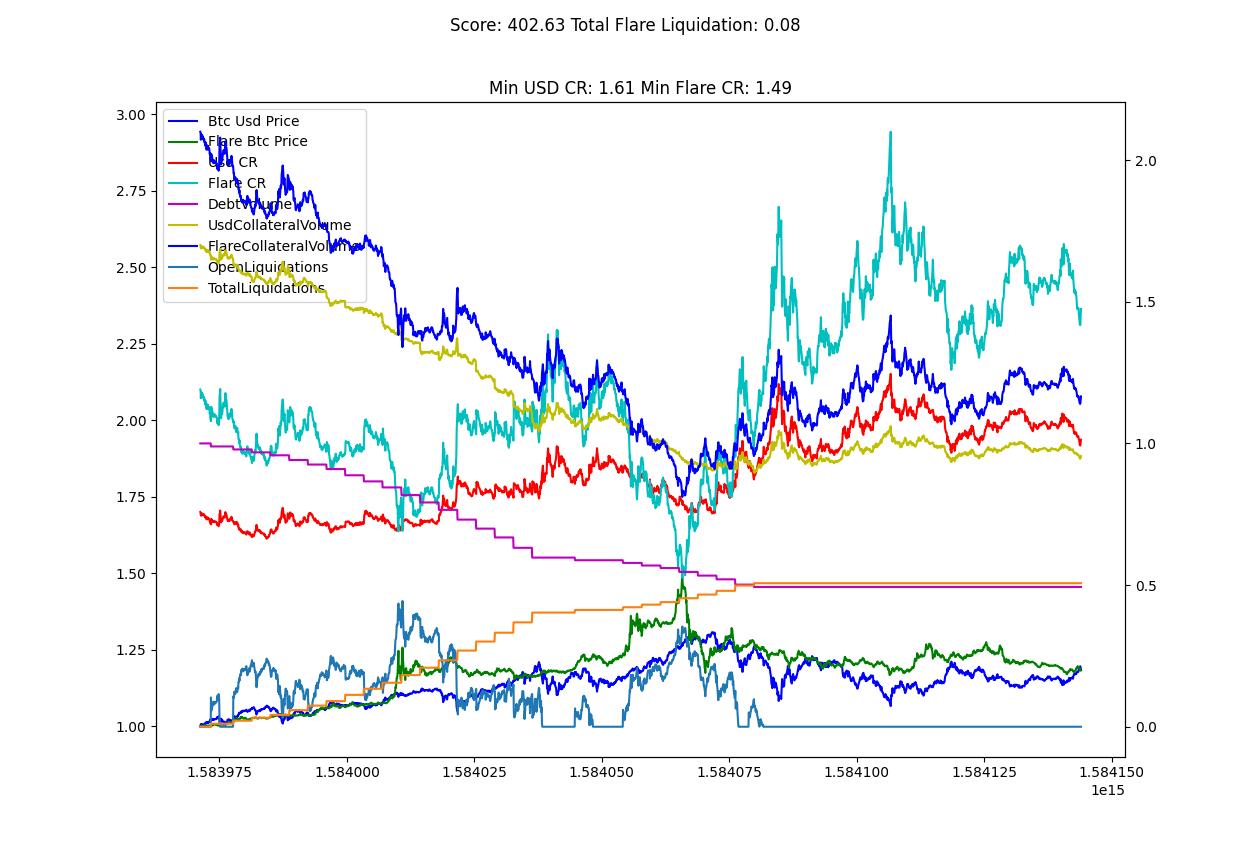 Score: 402.63 Total Flare Liquidation: 0.08
Min USD CR: 1.61 Min Flare CR: 1.49
3.00
2.75
2.50
2.25
2.00
1.75
1.50
1.25
1.00
Btc Usd Price
Flare Btc Price
Usd CR
Flare CR
DebtVolume
UsdCollateralVolume
FlareCollateralVolume
OpenLiquidations
TotalLiquidations
2.0
1.5
1.0
0.5
0.0
1.583975 1.584000 1.584025 1.584050 1.584075 1.584100 1.584125 1.584150
1e15